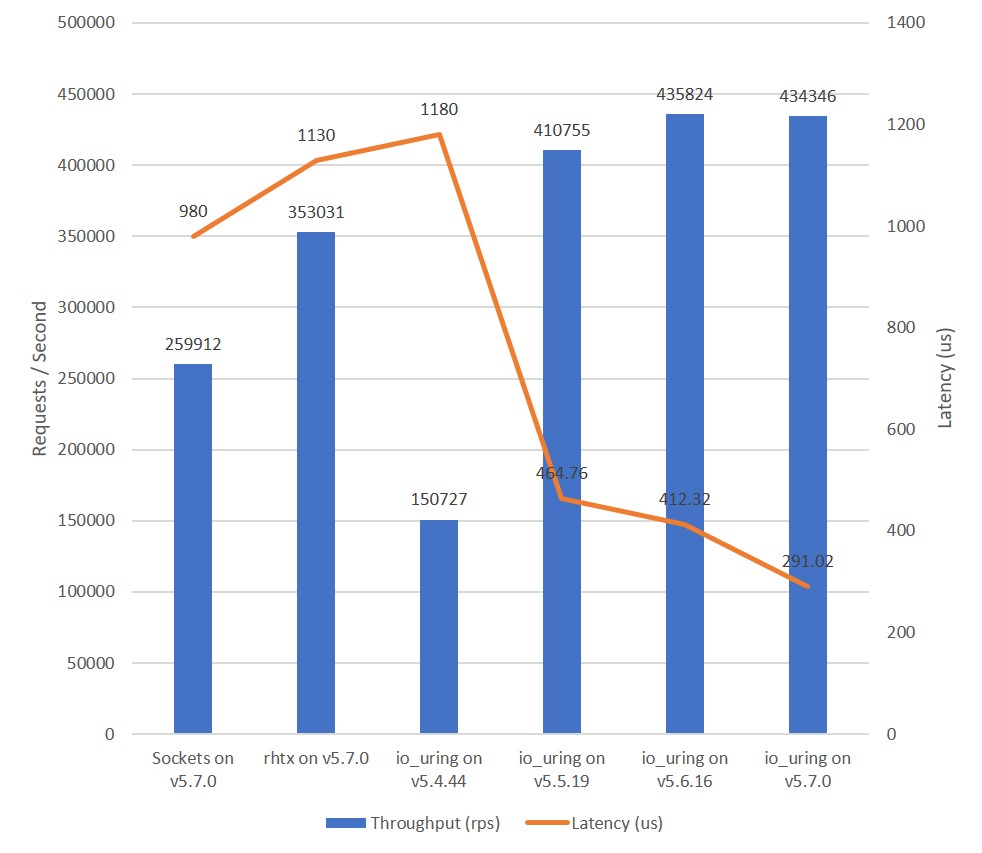 500000
450000
400000
350000
300000
250000
200000
150000
100000
50000
0
Requests / Second
1400
1200
1000
800
600
400
200
0
Latency (us)
980
1130
1180
464.76
412.32
291.02
259912
353031
150727
410755
435824
434346
Sockets on
v5.7.0
rhtx on v5.7.0
io_uring on
v5.4.44
io_uring on
v5.5.19
io_uring on
v5.6.16
io_uring on
v5.7.0
Throughput (rps)
Latency (us)